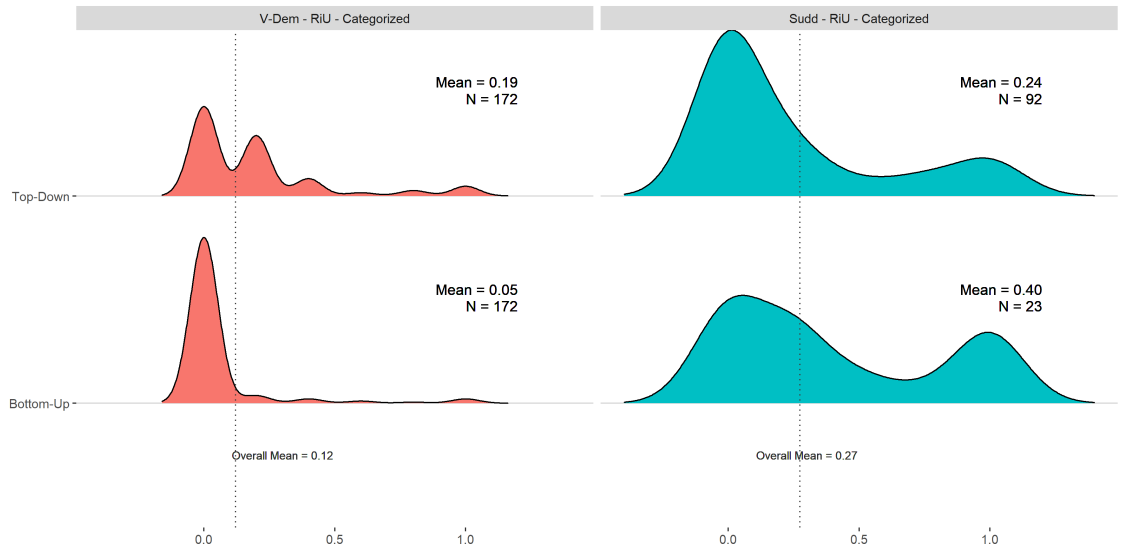 V-Dem - RiU - Categorized
Sudd - RiU - Categorized
Mean = 0.19
N = 172
Mean = 0.24
N = 92
Top-Down
Mean = 0.05
N = 172
Mean = 0.40
N = 23
Bottom-Up
Overall Mean = 0.12
Overall Mean = 0.27
0.0 0.5 1.0
0.0 0.5 1.0